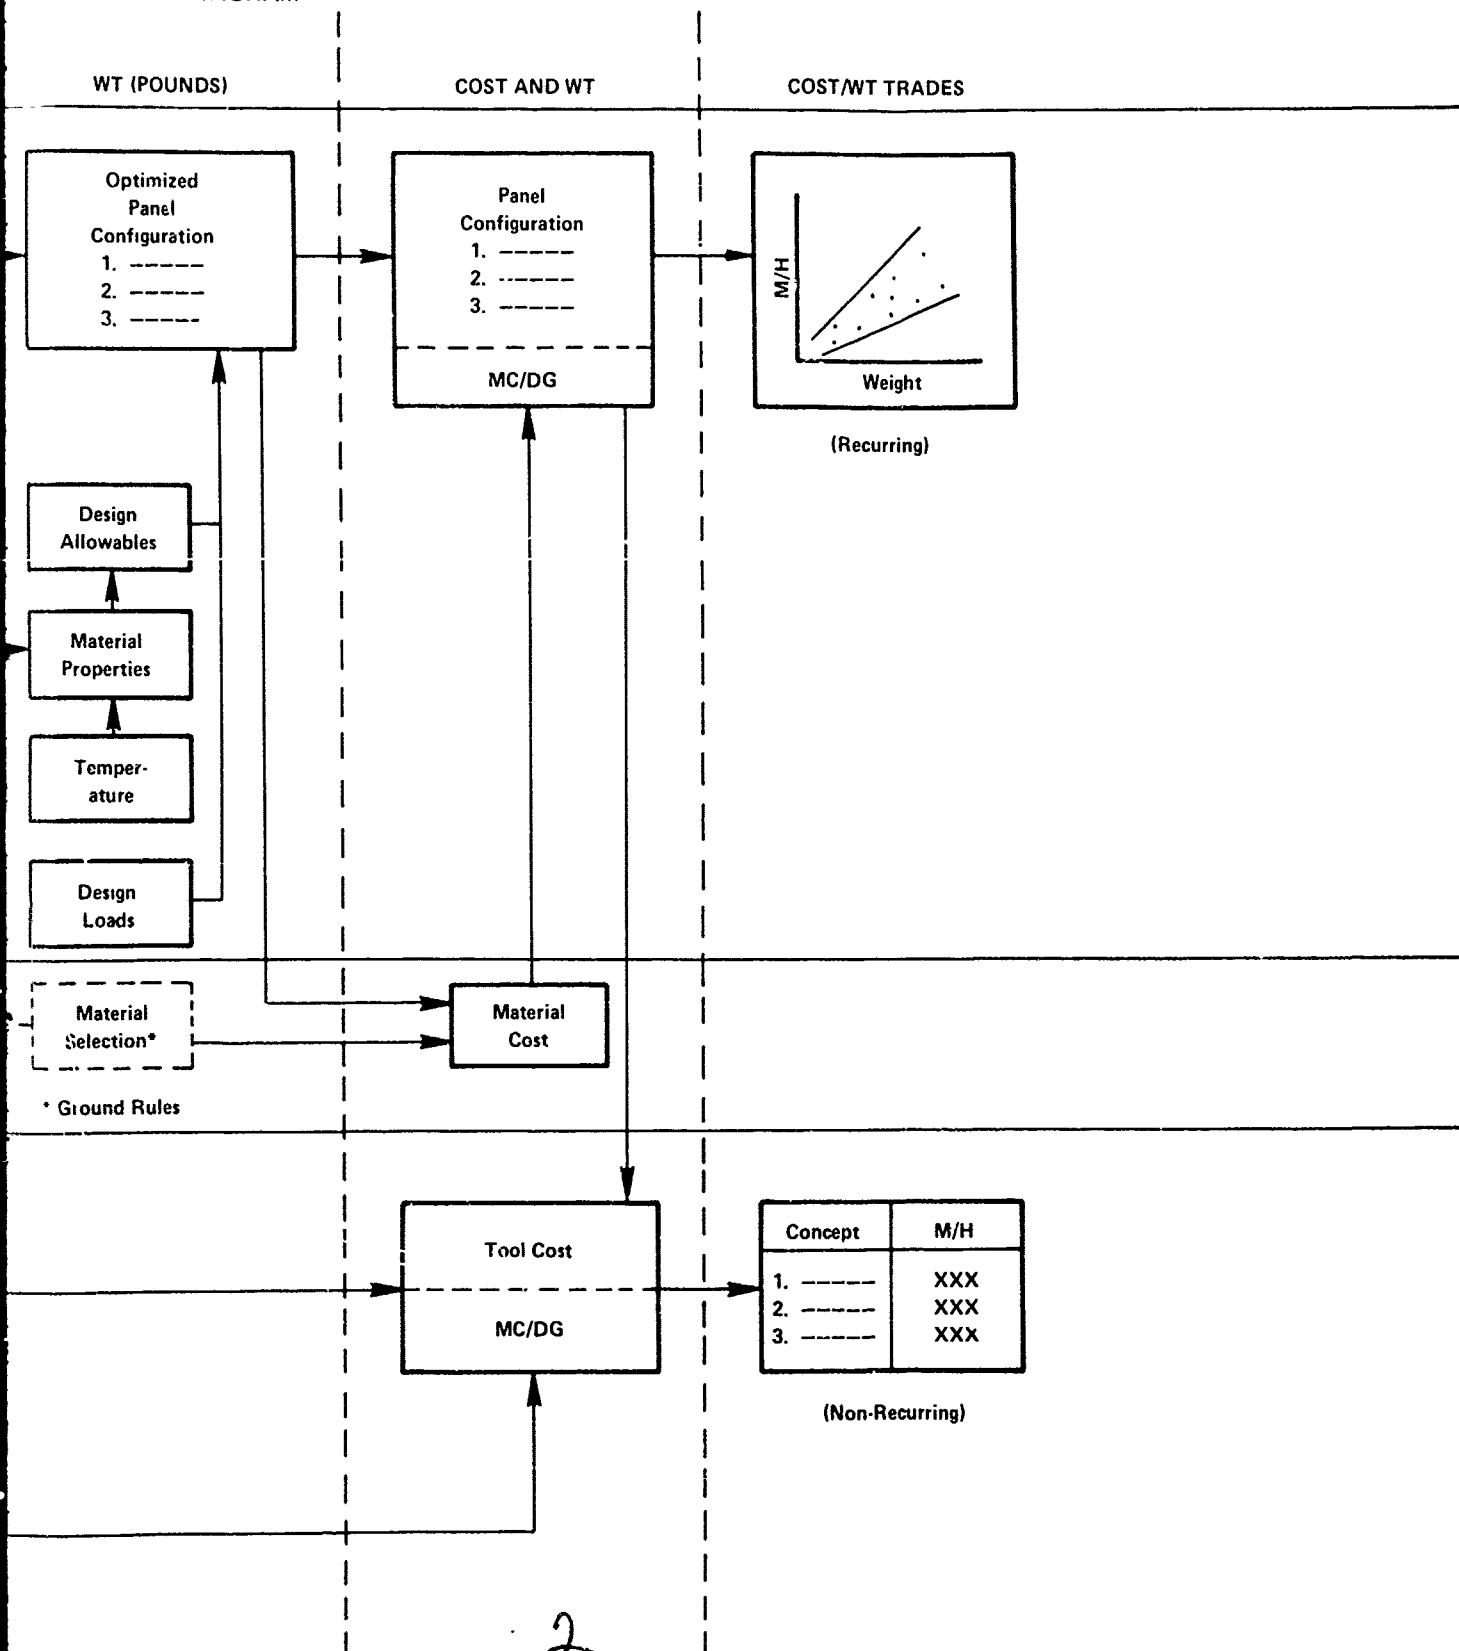 WT (POUNDS)
COST AND WT
COST/WT TRADES
Optimized
Panel
Configuration
1. -----
2. -----
3. -----
Panel
Configuration
1. -----
2. -----
3. -----
MC/DG
M/H
Weight
(Recurring)
Design
Allowables
Material
Properties
Temper-
ature
Design
Loads
Material
Selection*
* Ground Rules
Material
Cost
Tool Cost
MC/DG
Concept M/H
1. ----- XXX
2. ----- XXX
3. ----- XXX
(Non-Recurring)
2